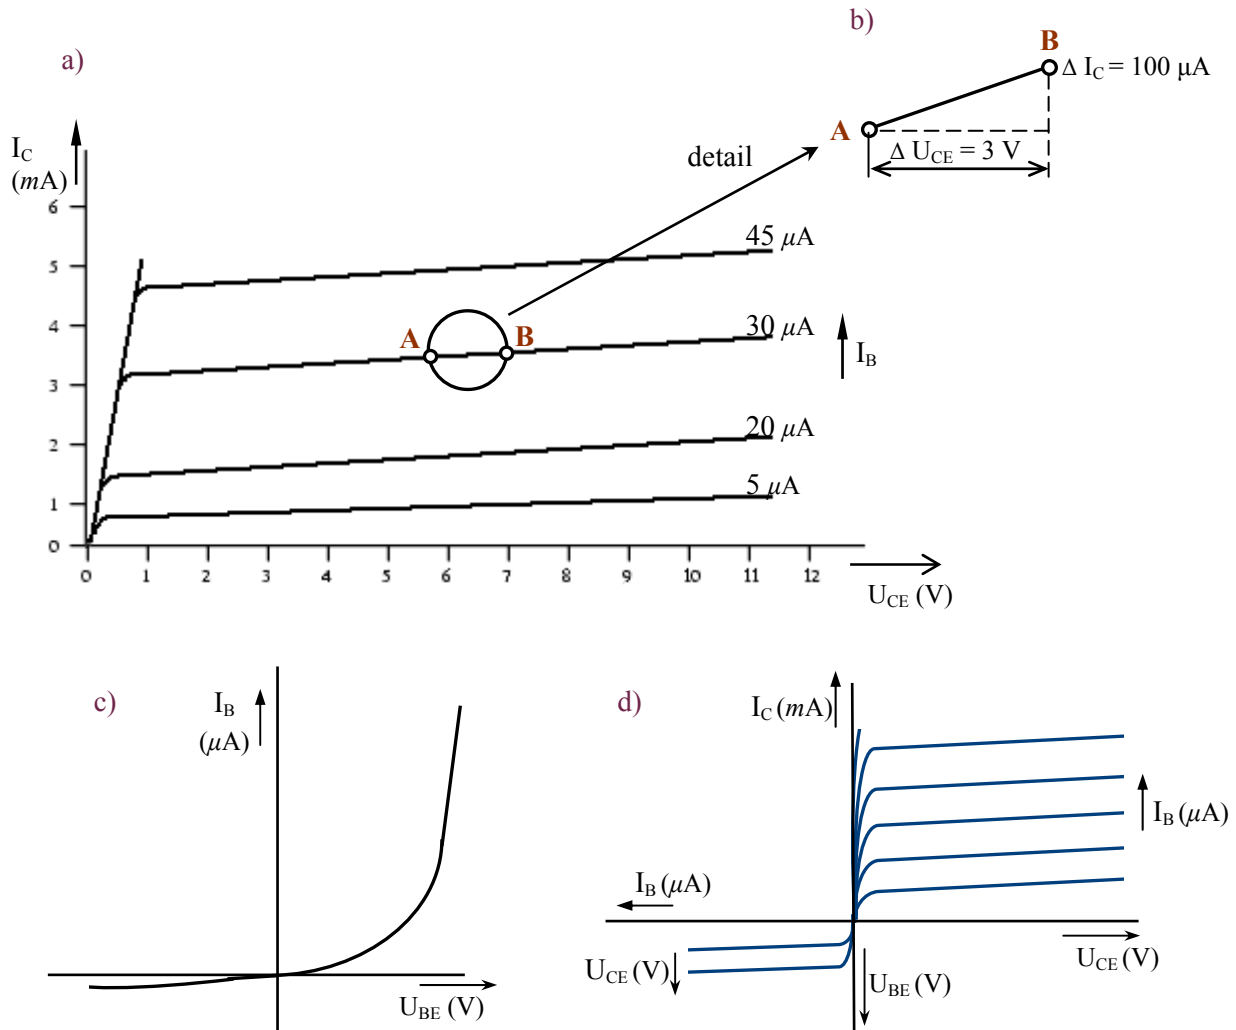 a)
b)
B
Δ I_C = 100 μA
A
Δ U_CE = 3 V
detail
I_C
(mA)
6
5
4
3
2
1
0
45 μA
30 μA
20 μA
5 μA
A
B
I_B
0 1 2 3 4 5 6 7 8 9 10 11 12
U_CE (V)
c)
I_B
(μA)
U_BE (V)
d)
I_C (mA)
I_B (μA)
I_B (μA)
U_CE (V)
U_CE (V)
U_BE (V)